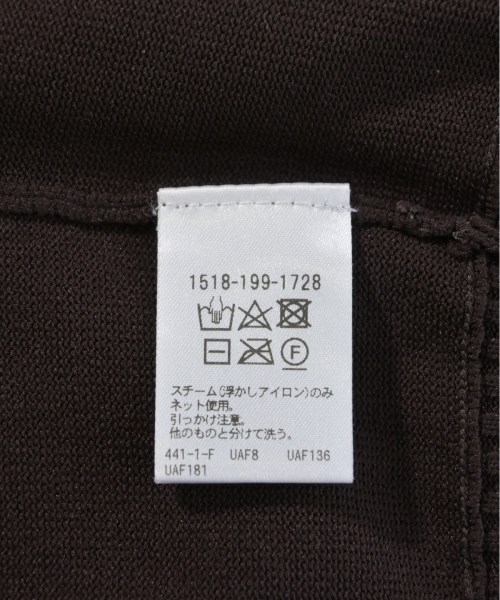 1518-199-1728
F
スチーム(浮かしアイロン)のみ
ネット使用。
引っかけ注意。
他のものと分けて洗う。
441-1-F UAF8 UAF136
UAF181